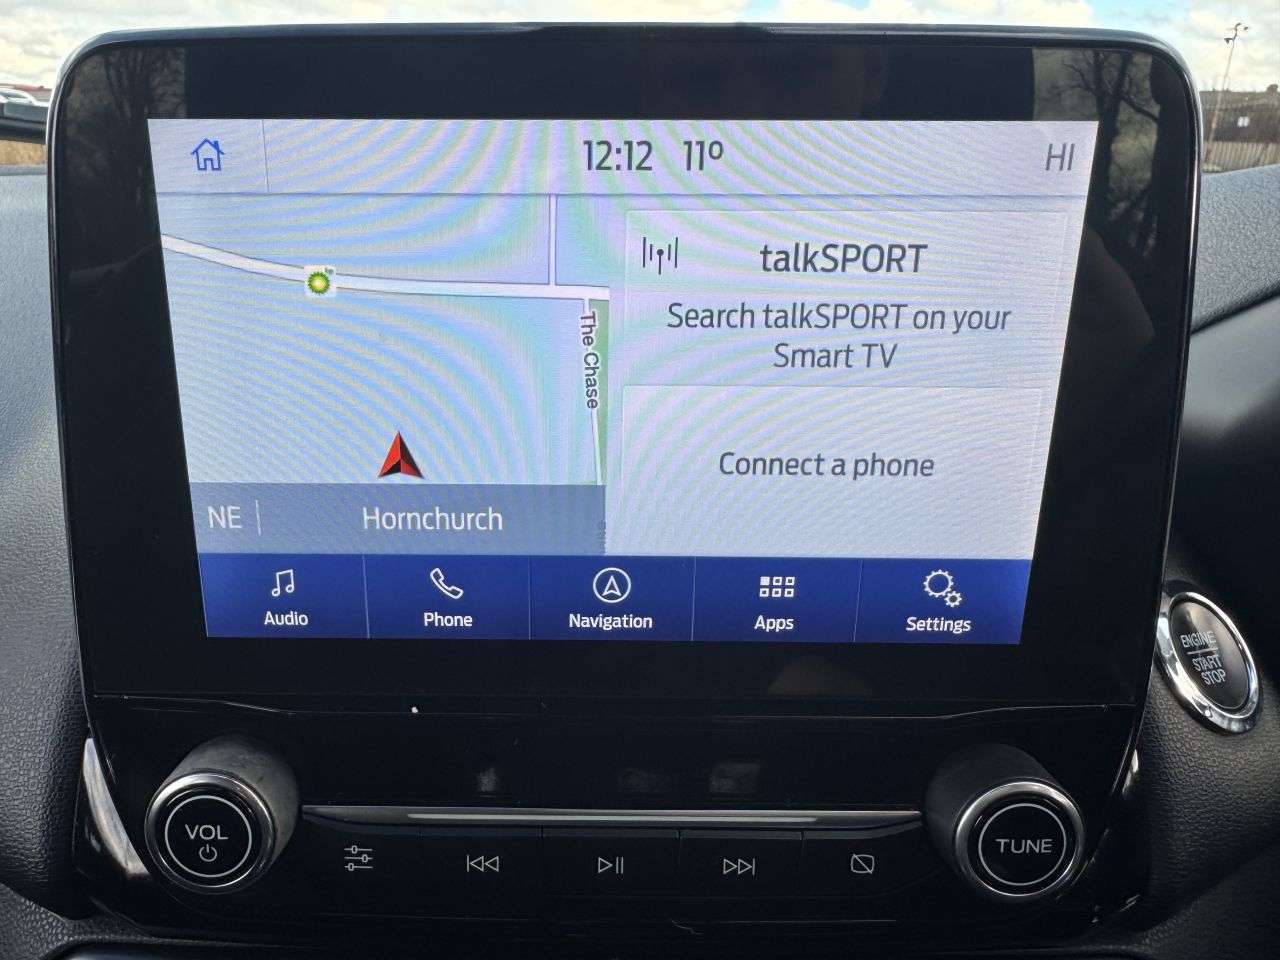 12:12 11°
HI
talkSPORT
Search talkSPORT on your
Smart TV
The Chase
Connect a phone
NE
Hornchurch
Audio
Phone
Navigation
Apps
Settings
ENGINE
START
STOP
VOL
TUNE